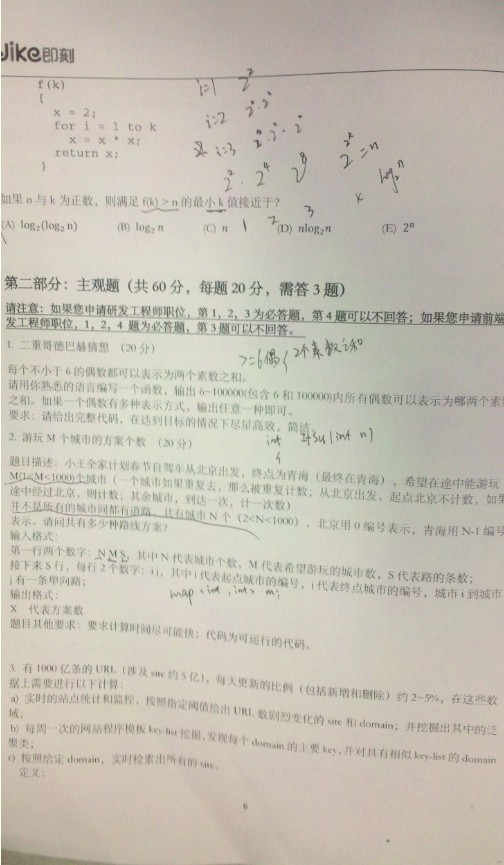 Jike即刻
f(k)
{
x = 2;
for i = 1 to k
x = x * x;
return x;
}
i=1 2²
i=2 2²·2²
i=3
2² 2⁴ 2⁸
如果 n 与 k 为正数，则满足 f(k) > n 的最小 k 值接近于?
(A) log₂(log₂ n) (B) log₂ n (C) n (D) nlog₂n (E) 2ⁿ
1 2 3
第二部分：主观题（共 60 分，每题 20 分，需答 3 题）
请注意：如果您申请研发工程师职位，第 1，2，3 为必答题，第 4 题可以不回答；如果您申请前端
发工程师职位，1，2，4 题为必答题，第 3 题可以不回答。
1. 二重哥德巴赫猜想 （20 分）
>=6偶 2个素数之和
每个不小于 6 的偶数都可以表示为两个素数之和。
请用你熟悉的语言编写一个函数，输出 6~100000(包含 6 和 100000)内所有偶数可以表示为哪两个素
之和。如果一个偶数有多种表示方式，输出任意一种即可。
要求：请给出完整代码，在达到目标的情况下尽量高效，简洁
int (int n)
{
2. 游玩 M 个城市的方案个数 （20 分）
题目描述：小王全家计划春节自驾车从北京出发，终点为青海（最终在青海），希望在途中能游玩
M(1<M<1000)个城市（一个城市如果重复去，那么被重复计数；从北京出发，起点北京不计数，如果
途中经过北京，则计数；其余城市，到达一次，计一次数）
并不是所有的城市间都有道路，共有城市 N 个（2<N<1000），北京用 0 编号表示，青海用 N-1 编号
表示。请问共有多少种路线方案?
输入格式：
第一行两个数字：N M S，其中 N 代表城市个数，M 代表希望游玩的城市数，S 代表路的条数；
接下来 S 行，每行 2 个数字：i j，其中 i 代表起点城市的编号，j 代表终点城市的编号，城市 i 到城市
j 有一条单向路；
map<int, int> m;
输出格式：
X 代表方案数
题目其他要求：要求计算时间尽可能快；代码为可运行的代码。
3. 有 1000 亿条的 URL（涉及 site 约 5 亿)，每天更新的比例（包括新增和删除）约 2~5%，在这些数
据上需要进行以下计算：
a) 实时的站点统计和监控，按照指定阈值给出 URL 数剧烈变化的 site 和 domain；并挖掘出其中的泛
域；
b) 每周一次的网站程序模板 key-list 挖掘，发现每个 domain 的主要 key，并对具有相似 key-list 的 domain
聚类；
c) 按照给定 domain，实时检索出所有的 site。
定义：
6